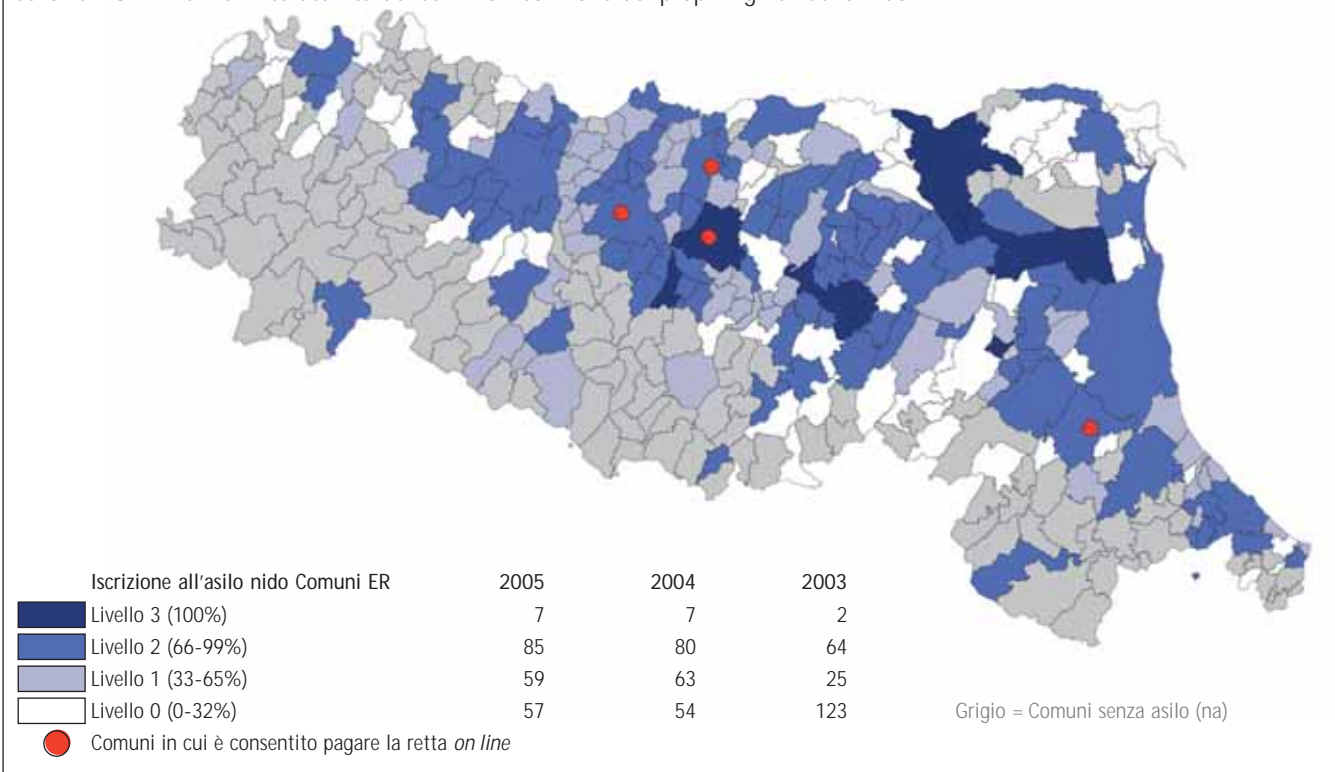 Iscrizione all'asilo nido Comuni ER 2005 2004 2003
Livello 3 (100%) 7 7 2
Livello 2 (66-99%) 85 80 64
Livello 1 (33-65%) 59 63 25
Livello 0 (0-32%) 57 54 123
Grigio = Comuni senza asilo (na)
Comuni in cui è consentito pagare la retta on line